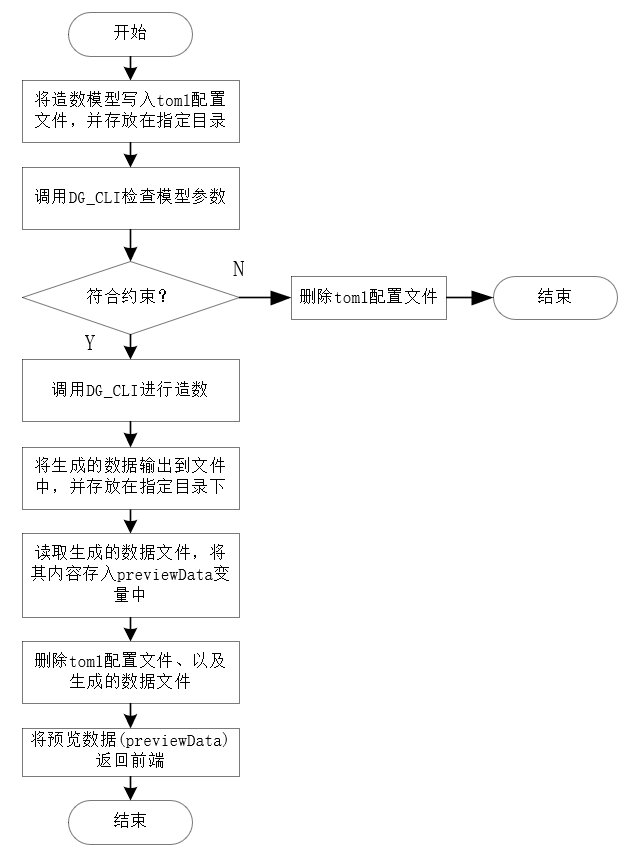 开始
将造数模型写入toml配置
文件，并存放在指定目录
调用DG_CLI检查模型参数
符合约束？
N
删除toml配置文件
结束
Y
调用DG_CLI进行造数
将生成的数据输出到文件
中，并存放在指定目录下
读取生成的数据文件，将
其内容存入previewData变
量中
删除toml配置文件、以及
生成的数据文件
将预览数据(previewData)
返回前端
结束